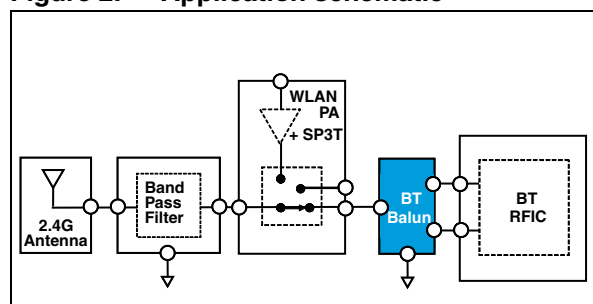 Figure 2. Application schematic
WLAN
PA
+ SP3T
2.4G
Antenna
Band
Pass
Filter
BT
Balun
BT
RFIC